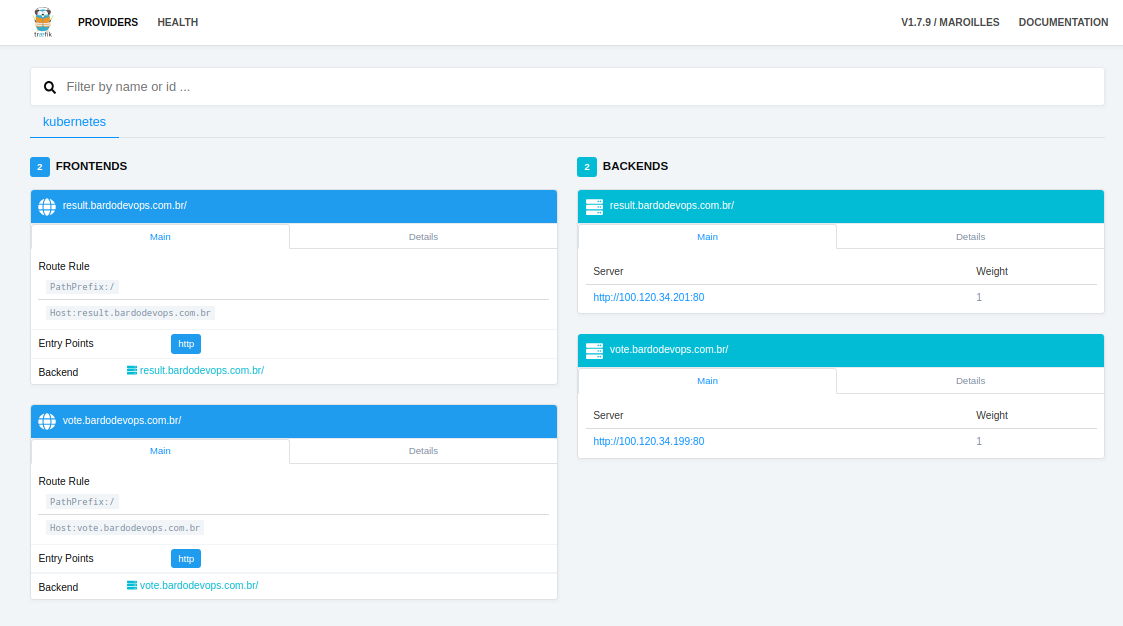 træfik
PROVIDERS HEALTH V1.7.9 / MAROILLES DOCUMENTATION
Filter by name or id ...
kubernetes
2 FRONTENDS
result.bardodevops.com.br/
Main Details
Route Rule
PathPrefix:/
Host:result.bardodevops.com.br
Entry Points http
Backend result.bardodevops.com.br/
vote.bardodevops.com.br/
Main Details
Route Rule
PathPrefix:/
Host:vote.bardodevops.com.br
Entry Points http
Backend vote.bardodevops.com.br/
2 BACKENDS
result.bardodevops.com.br/
Main Details
Server Weight
http://100.120.34.201:80 1
vote.bardodevops.com.br/
Main Details
Server Weight
http://100.120.34.199:80 1